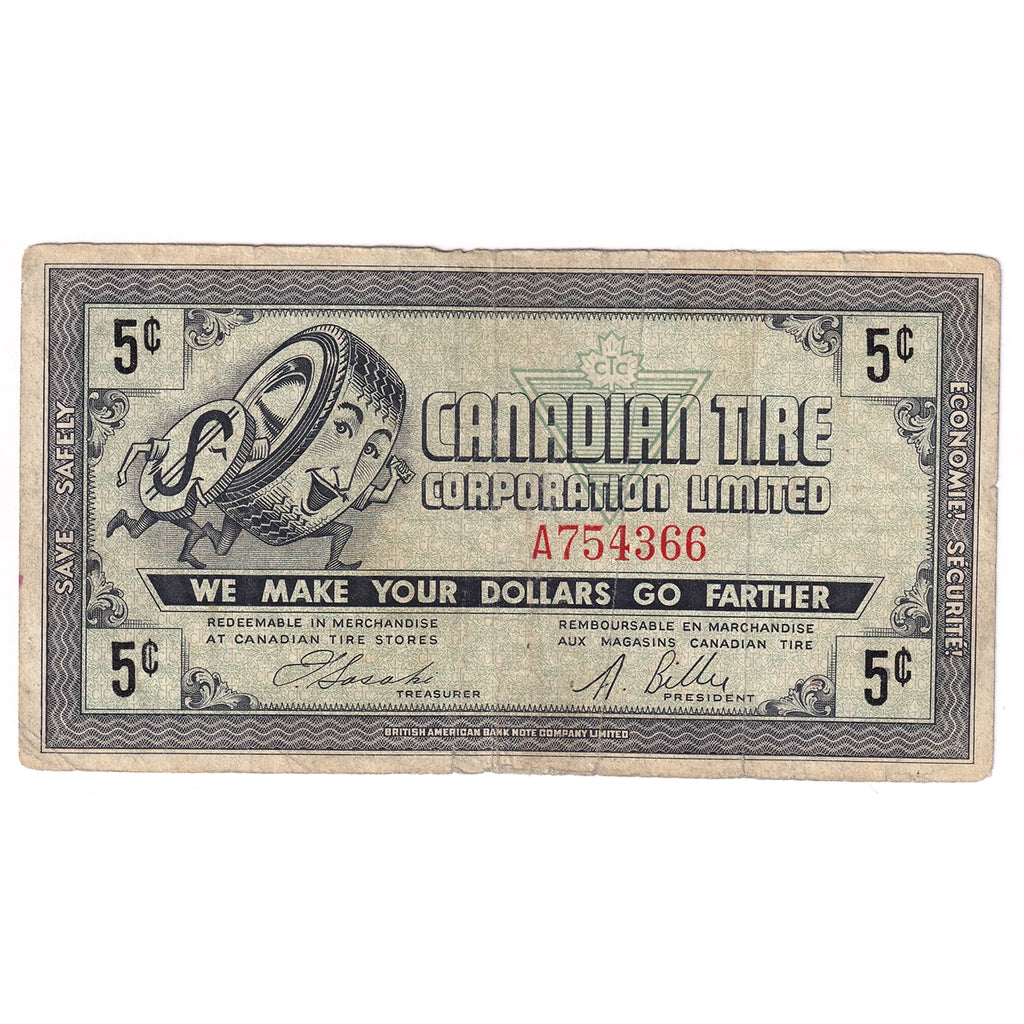 5¢
5¢
$
CTC
CANADIAN TIRE
CORPORATION LIMITED
A754366
SAVE SAFELY
ECONOMIE! SÉCURITE!
WE MAKE YOUR DOLLARS GO FARTHER
REDEEMABLE IN MERCHANDISE
AT CANADIAN TIRE STORES
REMBOURSABLE EN MARCHANDISE
AUX MAGASINS CANADIAN TIRE
5¢
5¢
TREASURER
PRESIDENT
BRITISH AMERICAN BANK NOTE COMPANY LIMITED